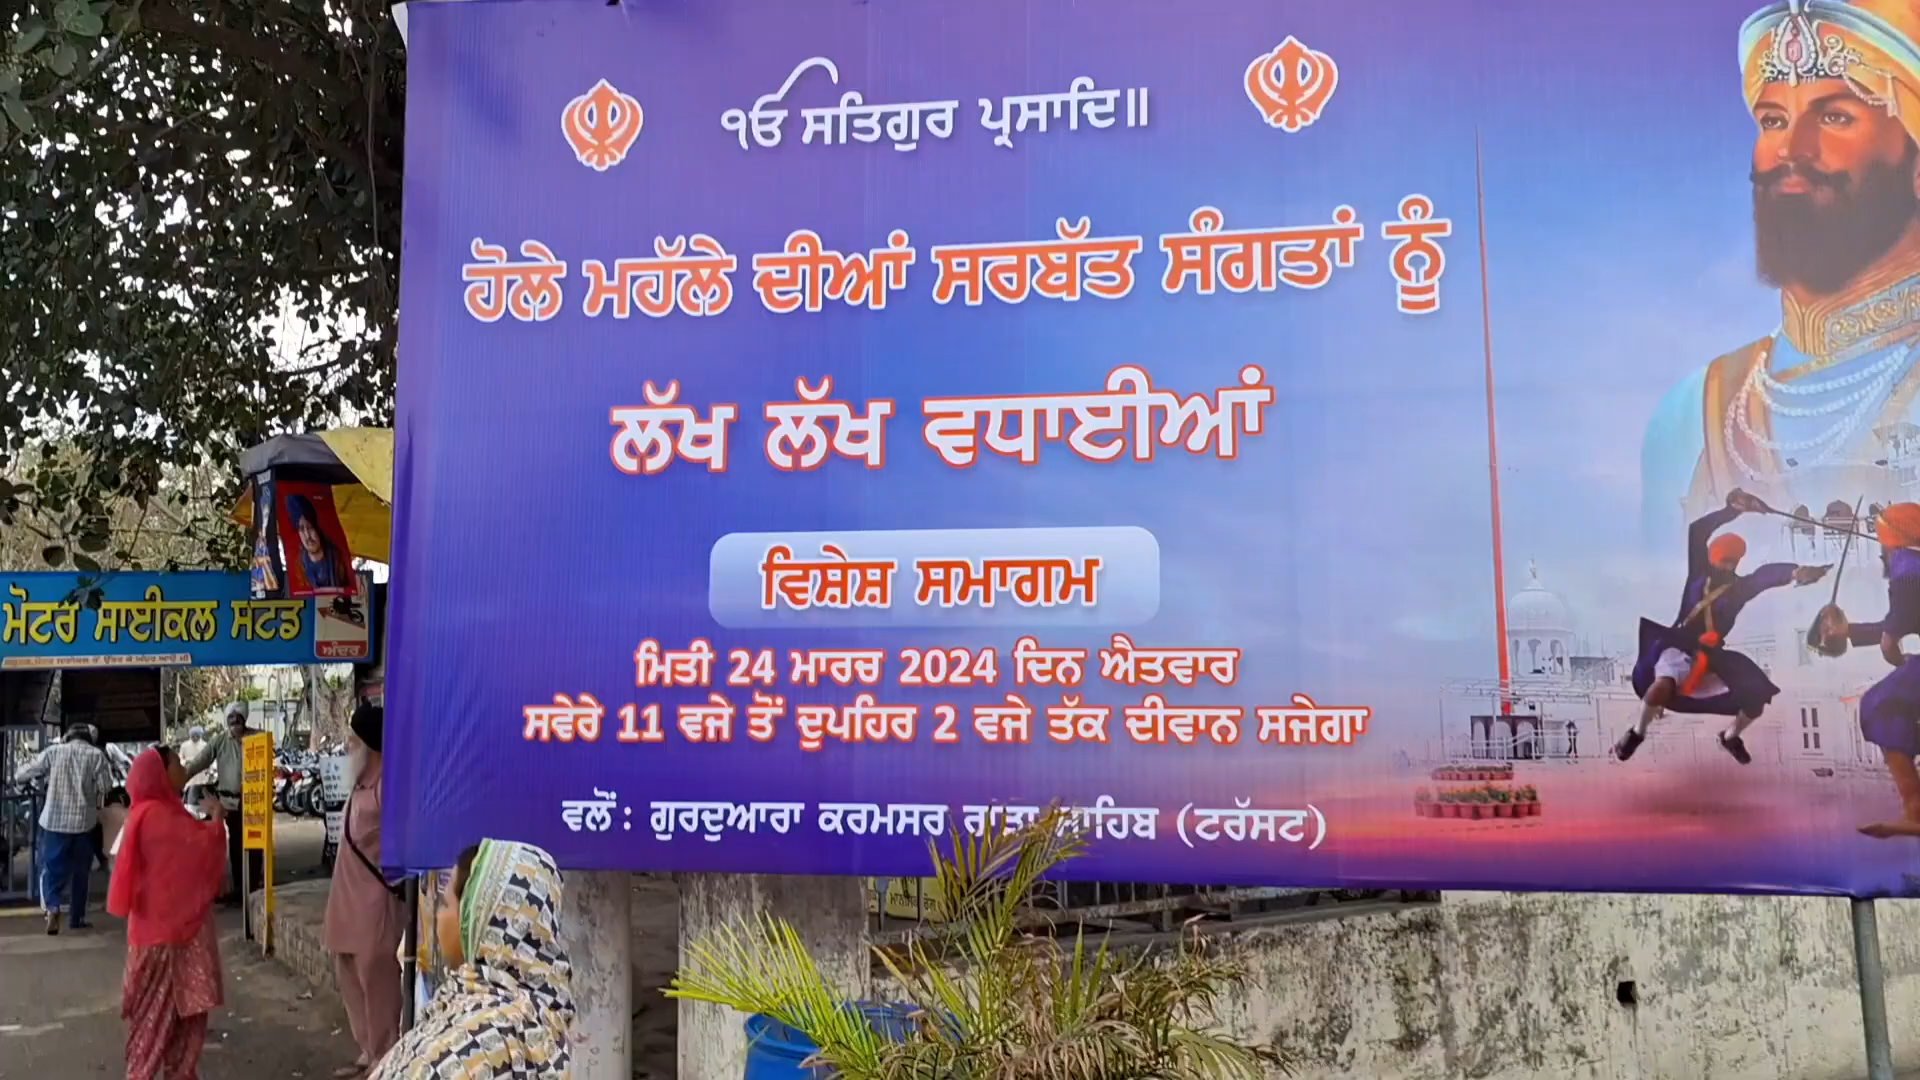 ੴ ਸਤਿਗੁਰ ਪ੍ਰਸਾਦਿ॥
ਹੋਲੇ ਮਹੱਲੇ ਦੀਆਂ ਸਰਬੱਤ ਸੰਗਤਾਂ ਨੂੰ
ਲੱਖ ਲੱਖ ਵਧਾਈਆਂ
ਵਿਸ਼ੇਸ਼ ਸਮਾਗਮ
ਮਿਤੀ 24 ਮਾਰਚ 2024 ਦਿਨ ਐਤਵਾਰ
ਸਵੇਰੇ 11 ਵਜੇ ਤੋਂ ਦੁਪਹਿਰ 2 ਵਜੇ ਤੱਕ ਦੀਵਾਨ ਸਜੇਗਾ
ਵਲੋਂ: ਗੁਰਦੁਆਰਾ ਕਰਮਸਰ ਰਾੜਾ ਸਾਹਿਬ (ਟਰੱਸਟ)
ਮੋਟਰ ਸਾਈਕਲ ਸਟੈਂਡ
ਅੰਦਰ